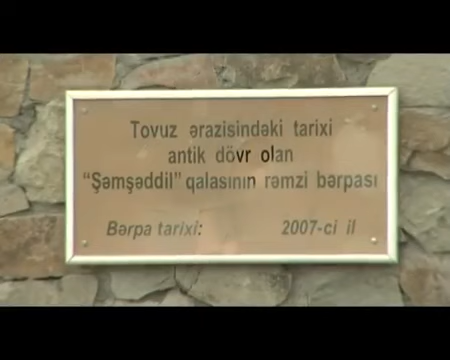 Tovuz ərazisindəki tarixi
antik dövr olan
“Şəmşəddil” qalasının rəmzi bərpası
Bərpa tarixi: 2007-ci il